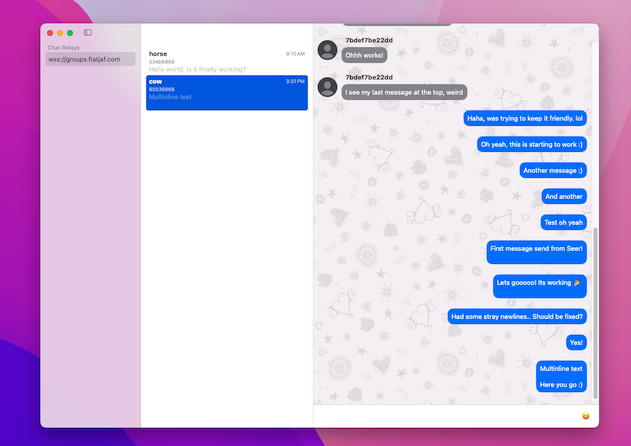 Chat Relays
wss://groups.fiatjaf.com
horse
9:10 AM
53466866
Hello world, is it finally working?
cow
3:31 PM
85536866
Multinline text
7bdef7be22dd
Ohhh works!
7bdef7be22dd
I see my last message at the top, weird
Haha, was trying to keep it friendly. lol
Oh yeah, this is starting to work :)
Another message :)
And another
Test oh yeah
First message send from Seer!
Lets gooooo! Its working 🎉
Had some stray newlines.. Should be fixed?
Yes!
Multinline text
Here you go :)
😀